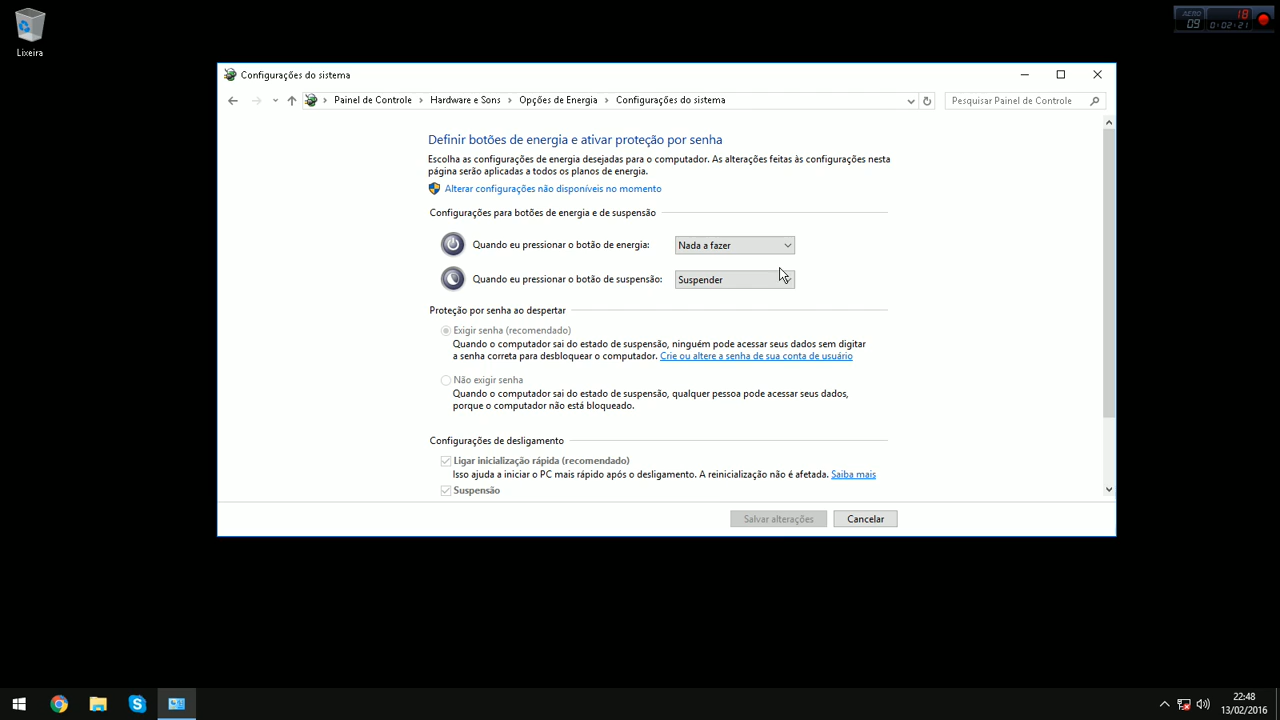 Lixeira
AERO
09
18
0:02:21
Configurações do sistema
Painel de Controle
Hardware e Sons
Opções de Energia
Configurações do sistema
Pesquisar Painel de Controle
Definir botões de energia e ativar proteção por senha
Escolha as configurações de energia desejadas para o computador. As alterações feitas às configurações nesta
página serão aplicadas a todos os planos de energia.
Alterar configurações não disponíveis no momento
Configurações para botões de energia e de suspensão
Quando eu pressionar o botão de energia:
Nada a fazer
Quando eu pressionar o botão de suspensão:
Suspender
Proteção por senha ao despertar
Exigir senha (recomendado)
Quando o computador sai do estado de suspensão, ninguém pode acessar seus dados sem digitar
a senha correta para desbloquear o computador. Crie ou altere a senha de sua conta de usuário
Não exigir senha
Quando o computador sai do estado de suspensão, qualquer pessoa pode acessar seus dados,
porque o computador não está bloqueado.
Configurações de desligamento
Ligar inicialização rápida (recomendado)
Isso ajuda a iniciar o PC mais rápido após o desligamento. A reinicialização não é afetada. Saiba mais
Suspensão
Salvar alterações
Cancelar
22:48
13/02/2016